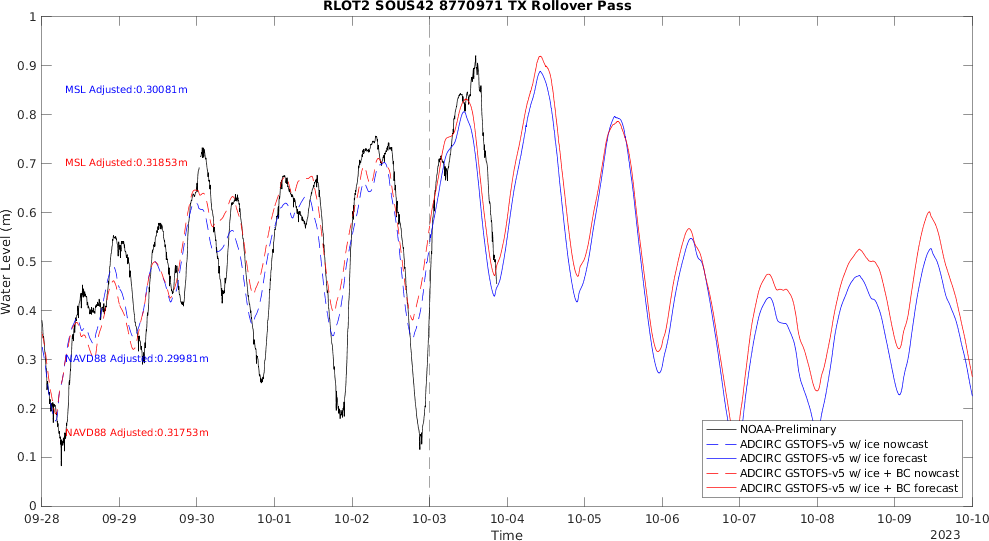 RLOT2 SOUS42 8770971 TX Rollover Pass
1
0.9
0.8
0.7
0.6
0.5
0.4
0.3
0.2
0.1
0
Water Level (m)
MSL Adjusted:0.30081m
MSL Adjusted:0.31853m
NAVD88 Adjusted:0.29981m
NAVD88 Adjusted:0.31753m
NOAA-Preliminary
ADCIRC GSTOFS-v5 w/ ice nowcast
ADCIRC GSTOFS-v5 w/ ice forecast
ADCIRC GSTOFS-v5 w/ ice + BC nowcast
ADCIRC GSTOFS-v5 w/ ice + BC forecast
09-28 09-29 09-30 10-01 10-02 10-03 10-04 10-05 10-06 10-07 10-08 10-09 10-10
Time
2023